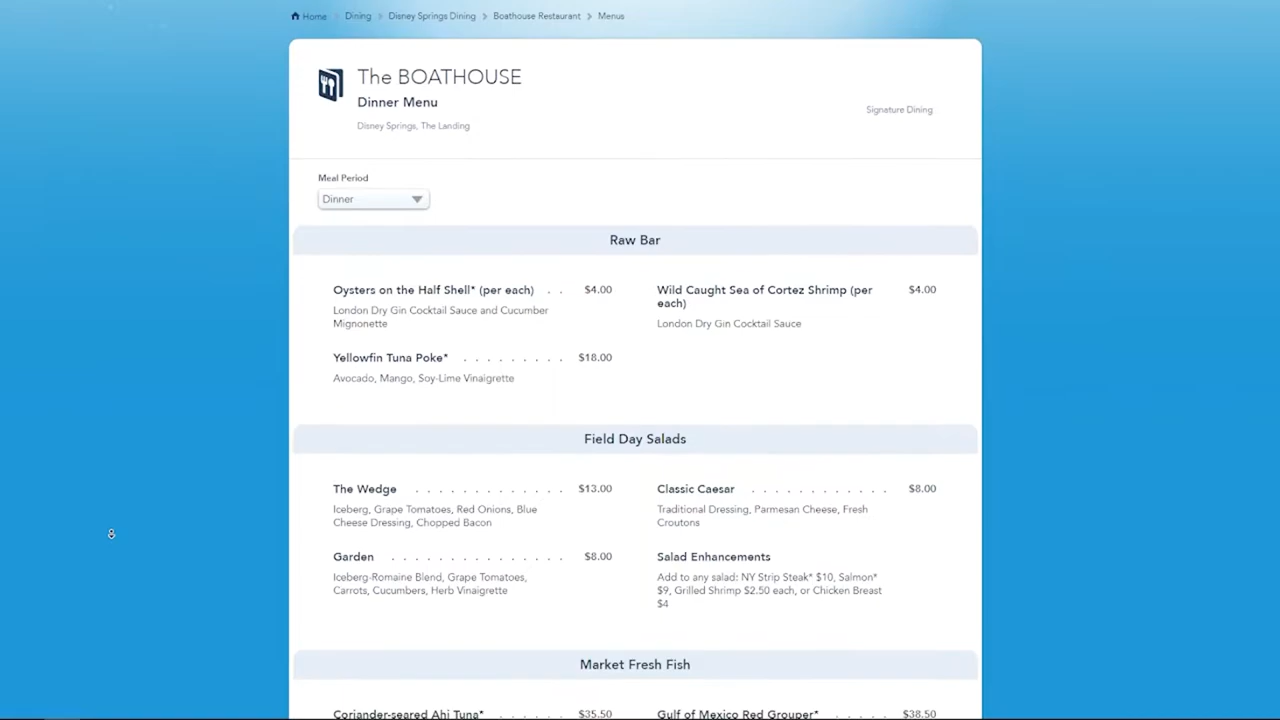 Home > Dining > Disney Springs Dining > Boathouse Restaurant > Menus
The BOATHOUSE
Dinner Menu
Signature Dining
Disney Springs, The Landing
Meal Period
Dinner
Raw Bar
Oysters on the Half Shell* (per each) . . $4.00
London Dry Gin Cocktail Sauce and Cucumber
Mignonette
Wild Caught Sea of Cortez Shrimp (per $4.00
each)
London Dry Gin Cocktail Sauce
Yellowfin Tuna Poke* . . . . . . . . . $18.00
Avocado, Mango, Soy-Lime Vinaigrette
Field Day Salads
The Wedge . . . . . . . . . . . . . $13.00
Iceberg, Grape Tomatoes, Red Onions, Blue
Cheese Dressing, Chopped Bacon
Classic Caesar . . . . . . . . . . . . $8.00
Traditional Dressing, Parmesan Cheese, Fresh
Croutons
Garden . . . . . . . . . . . . . . . $8.00
Iceberg-Romaine Blend, Grape Tomatoes,
Carrots, Cucumbers, Herb Vinaigrette
Salad Enhancements
Add to any salad: NY Strip Steak* $10, Salmon*
$9, Grilled Shrimp $2.50 each, or Chicken Breast
$4
Market Fresh Fish
Coriander-seared Ahi Tuna* . . . . . . $35.50
Gulf of Mexico Red Grouper* . . . . . $38.50